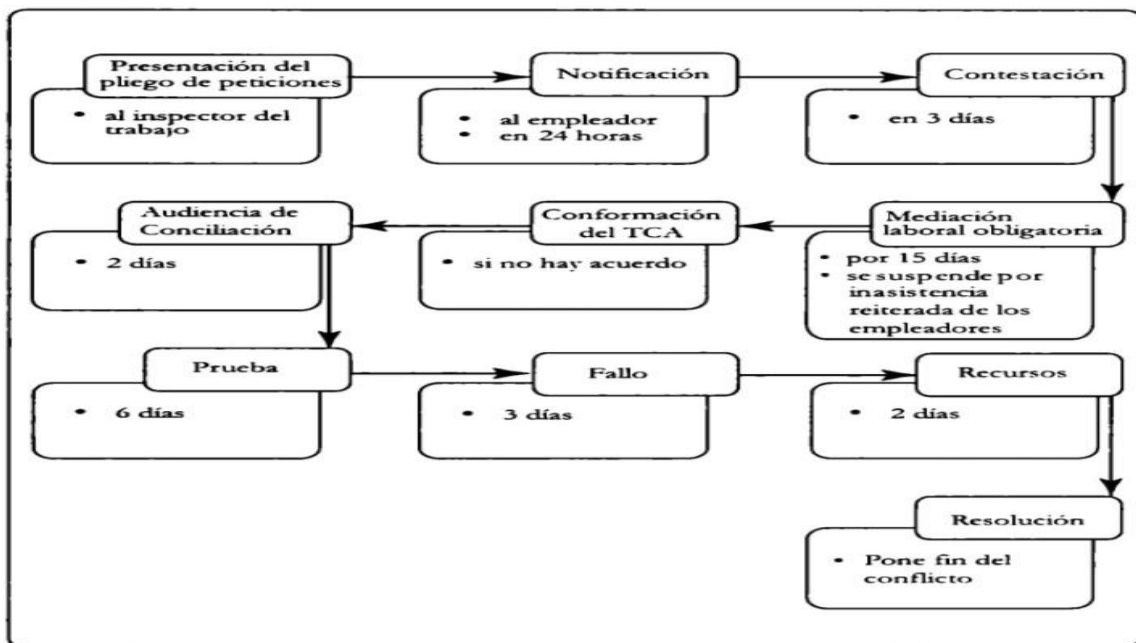 Presentación del
pliego de peticiones
• al inspector del
trabajo
Notificación
• al empleador
• en 24 horas
Contestación
• en 3 días
Mediación
laboral obligatoria
• por 15 días
• se suspende por
inasistencia
reiterada de los
empleadores
Conformación
del TCA
• si no hay acuerdo
Audiencia de
Conciliación
• 2 días
Prueba
• 6 días
Fallo
• 3 días
Recursos
• 2 días
Resolución
• Pone fin del
conflicto